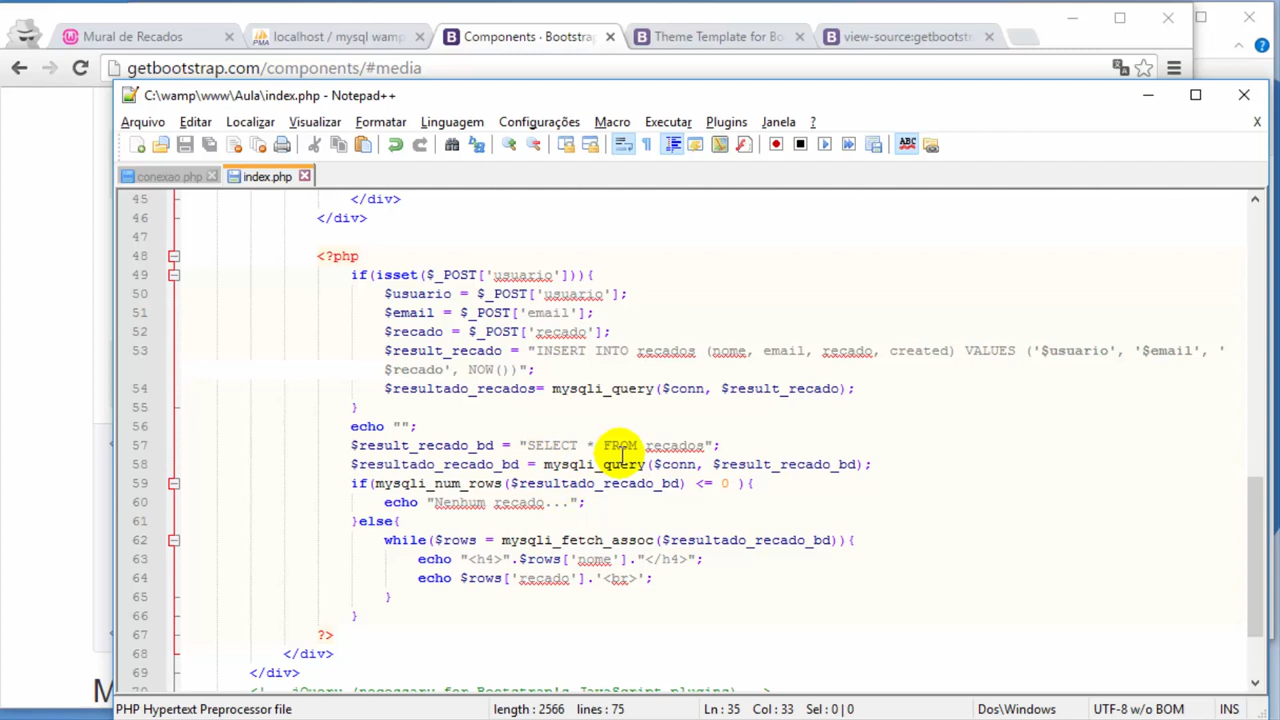 Mural de Recados
localhost / mysql wamp
Components · Bootstrap
Theme Template for Bo
view-source:getbootstr
getbootstrap.com/components/#media
C:\wamp\www\Aula\index.php - Notepad++
Arquivo Editar Localizar Visualizar Formatar Linguagem Configurações Macro Executar Plugins Janela ? X
conexao.php
index.php
45 </div>
46 </div>
47
48 <?php
49 if(isset($_POST['usuario'])){
50 $usuario = $_POST['usuario'];
51 $email = $_POST['email'];
52 $recado = $_POST['recado'];
53 $result_recado = "INSERT INTO recados (nome, email, recado, created) VALUES ('$usuario', '$email', '
$recado', NOW())";
54 $resultado_recados= mysqli_query($conn, $result_recado);
55 }
56 echo "";
57 $result_recado_bd = "SELECT * FROM recados";
58 $resultado_recado_bd = mysqli_query($conn, $result_recado_bd);
59 if(mysqli_num_rows($resultado_recado_bd) <= 0 ){
60 echo "Nenhum recado...";
61 }else{
62 while($rows = mysqli_fetch_assoc($resultado_recado_bd)){
63 echo "<h4>".$rows['nome']."</h4>";
64 echo $rows['recado'].'<br>';
65 }
66 }
67 ?>
68 </div>
69 </div>
70 <!-- jQuery (necessary for Bootstrap's JavaScript plugins) -->
PHP Hypertext Preprocessor file length : 2566 lines : 75 Ln : 35 Col : 33 Sel : 0 | 0 Dos\Windows UTF-8 w/o BOM INS
M